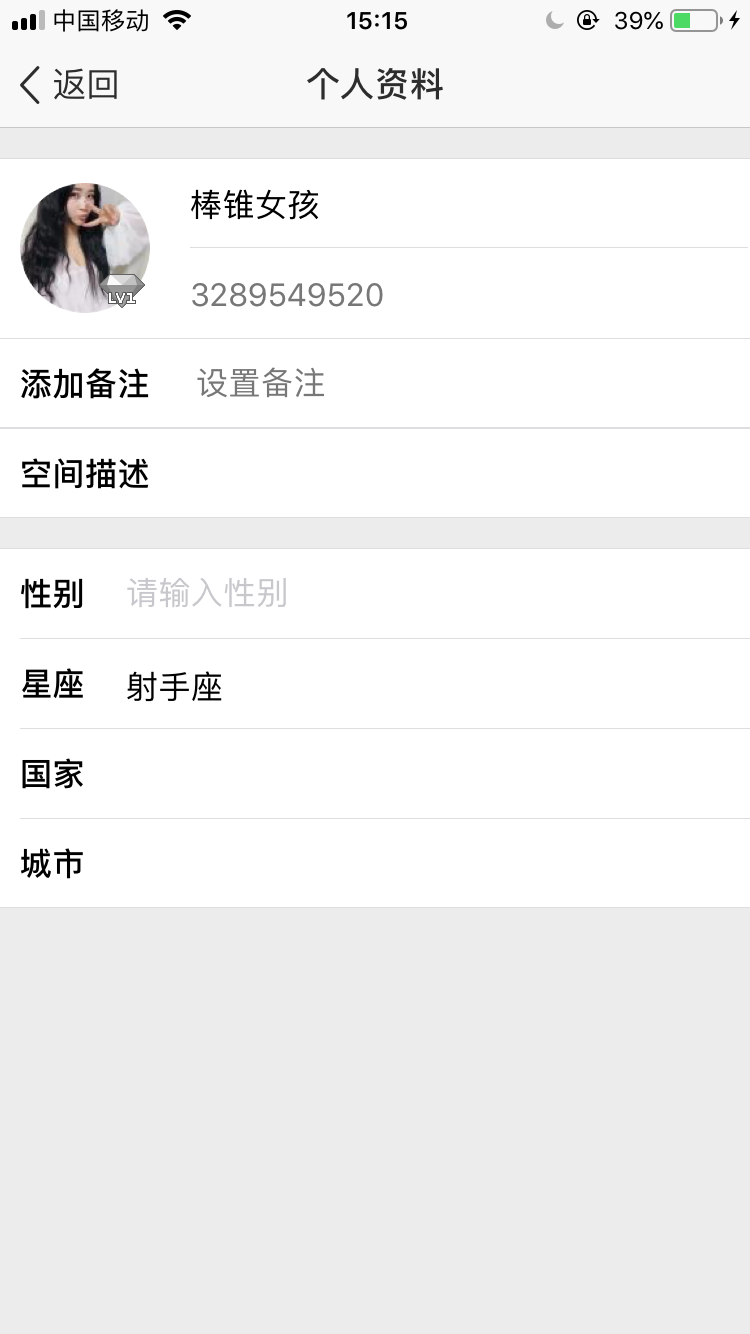 中国移动 15:15 39%
返回 个人资料
棒锥女孩
LV1
3289549520
添加备注 设置备注
空间描述
性别 请输入性别
星座 射手座
国家
城市